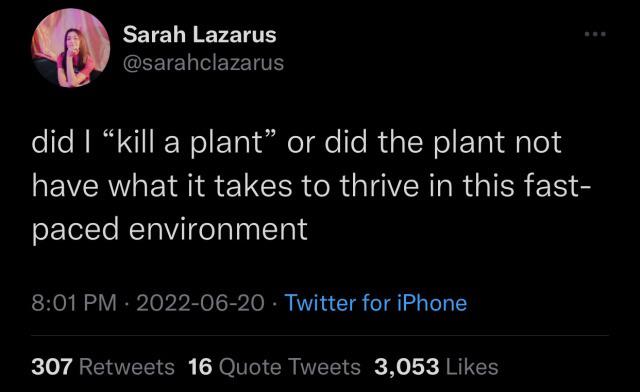 Sarah Lazarus
@sarahclazarus
did I “kill a plant” or did the plant not
have what it takes to thrive in this fast-
paced environment
8:01 PM · 2022-06-20 · Twitter for iPhone
307 Retweets 16 Quote Tweets 3,053 Likes